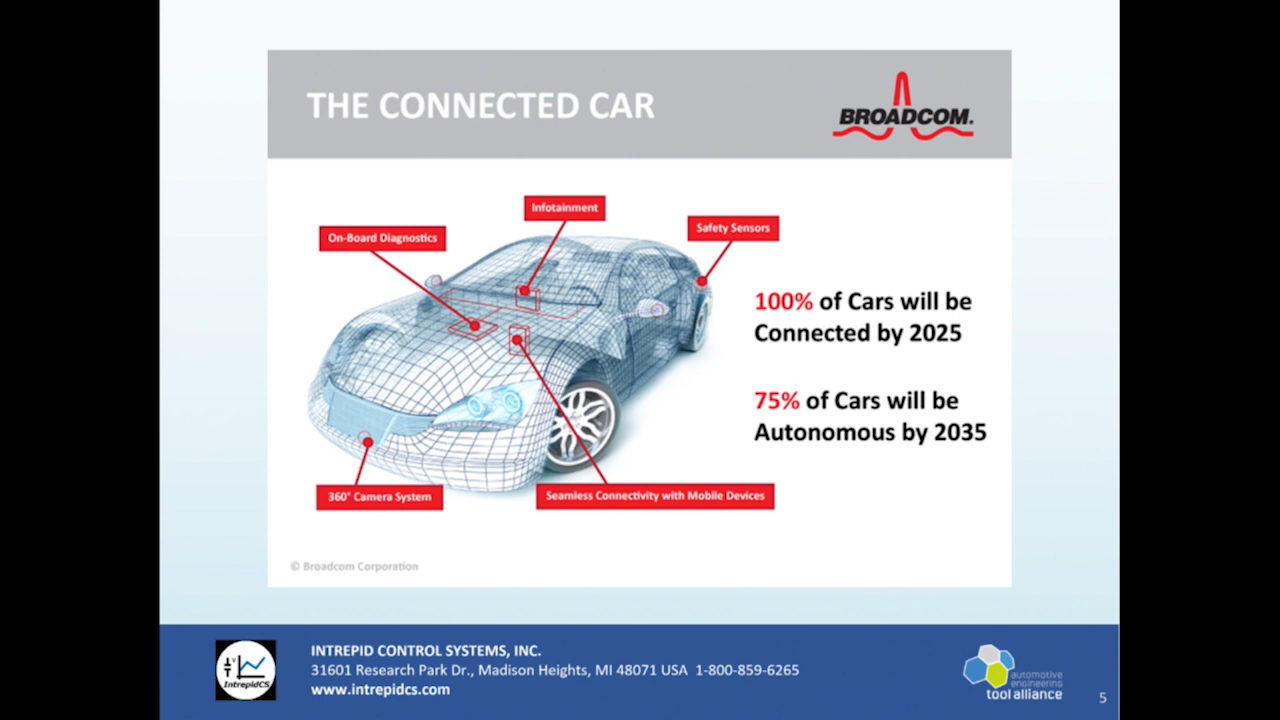 THE CONNECTED CAR
BROADCOM.
Infotainment
On-Board Diagnostics
Safety Sensors
100% of Cars will be
Connected by 2025
75% of Cars will be
Autonomous by 2035
360° Camera System
Seamless Connectivity with Mobile Devices
© Broadcom Corporation
INTREPID CONTROL SYSTEMS, INC.
31601 Research Park Dr., Madison Heights, MI 48071 USA 1-800-859-6265
www.intrepidcs.com
IntrepidCS
automotive
engineering
tool alliance
5